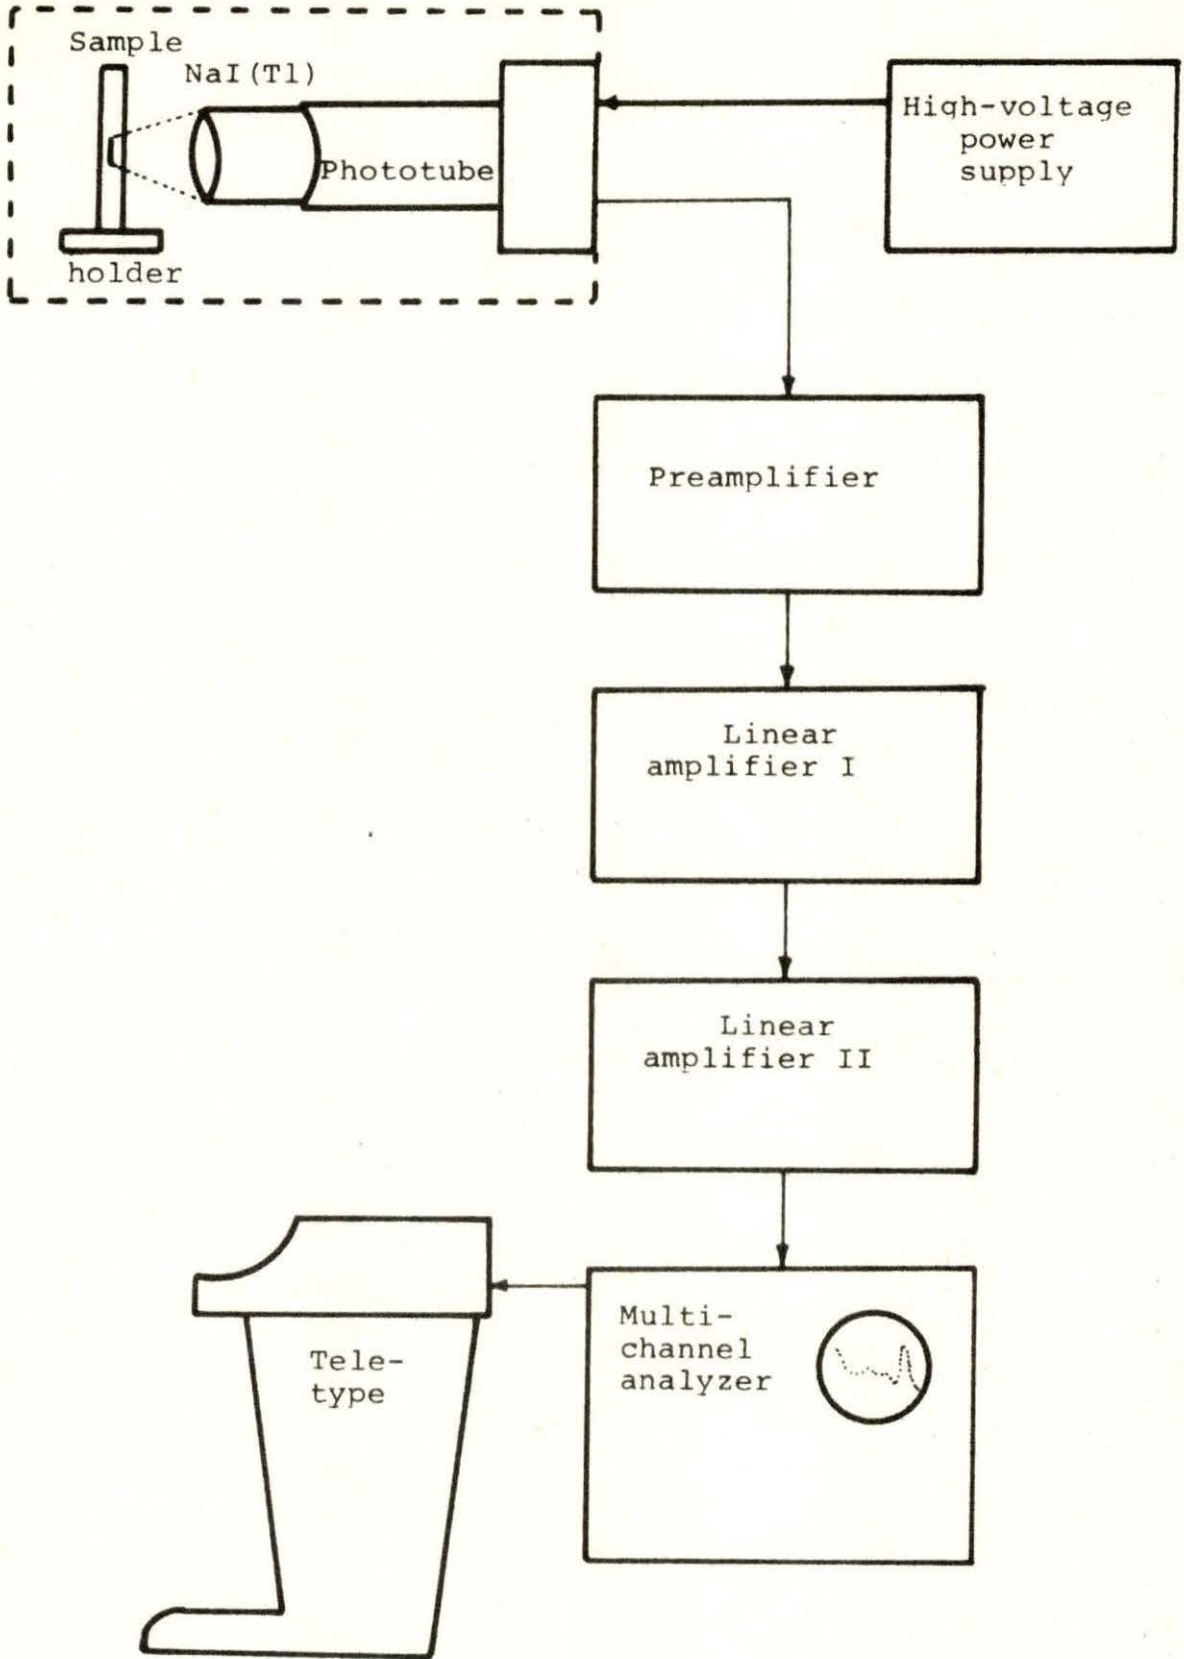 Sample
NaI(Tl)
Phototube
holder
High-voltage
power
supply
Preamplifier
Linear
amplifier I
Linear
amplifier II
Multi-
channel
analyzer
Tele-
type